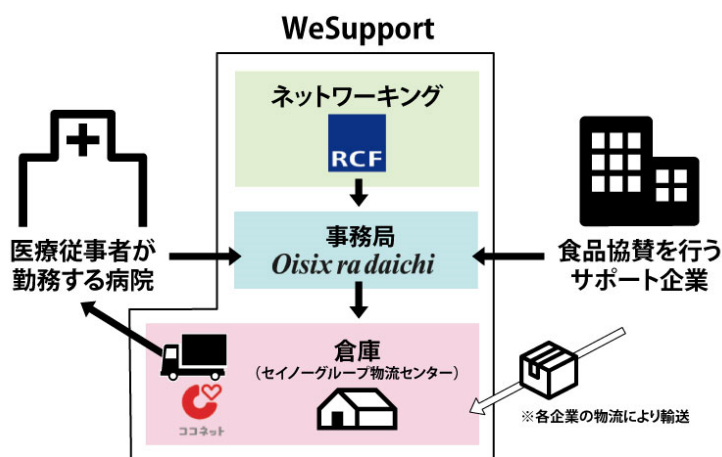 WeSupport
ネットワーキング
RCF
医療従事者が
勤務する病院
事務局
Oisix ra daichi
食品協賛を行う
サポート企業
倉庫
(セイノーグループ物流センター)
ココネット
※各企業の物流により輸送